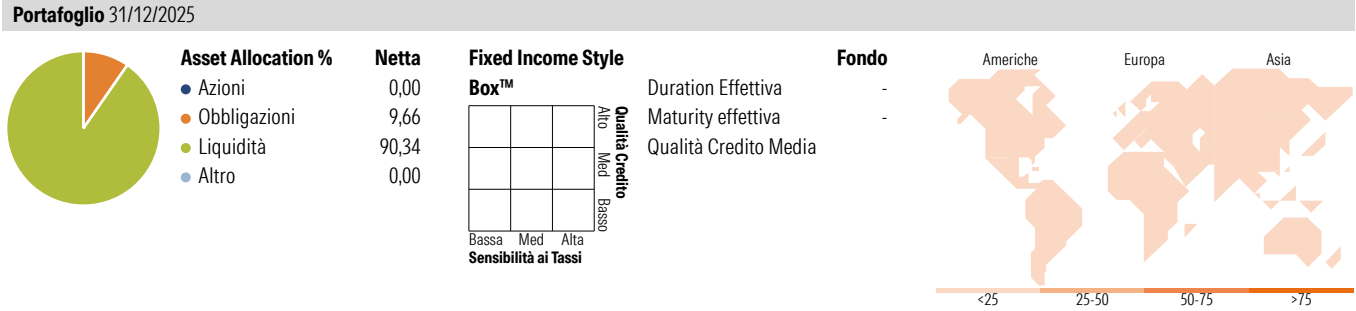 Portafoglio 31/12/2025
Asset Allocation % Netta
Azioni 0,00
Obbligazioni 9,66
Liquidità 90,34
Altro 0,00
Fixed Income Style
Box™
Alto Med Basso
Qualità Credito
Bassa Med Alta
Sensibilità ai Tassi
Fondo
Duration Effettiva -
Maturity effettiva -
Qualità Credito Media
Americhe Europa Asia
<25 25-50 50-75 >75